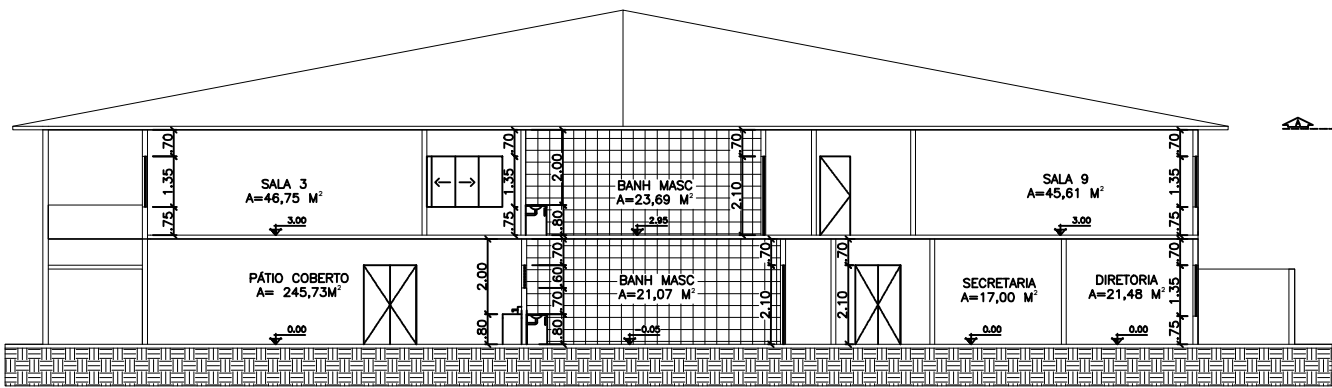 A
.70
1.35
.75
SALA 3
A=46,75 M²
3.00
.70
1.35
.75
2.00
.80
BANH MASC
A=23,69 M²
2.95
.70
2.10
SALA 9
A=45,61 M²
3.00
.70
1.35
.75
PÁTIO COBERTO
A= 245,73M²
0.00
2.00
.80
.70
.60
.70
.80
BANH MASC
A=21,07 M²
-0.05
.70
2.10
.70
2.10
SECRETARIA
A=17,00 M²
0.00
DIRETORIA
A=21,48 M²
0.00
.70
1.35
.75